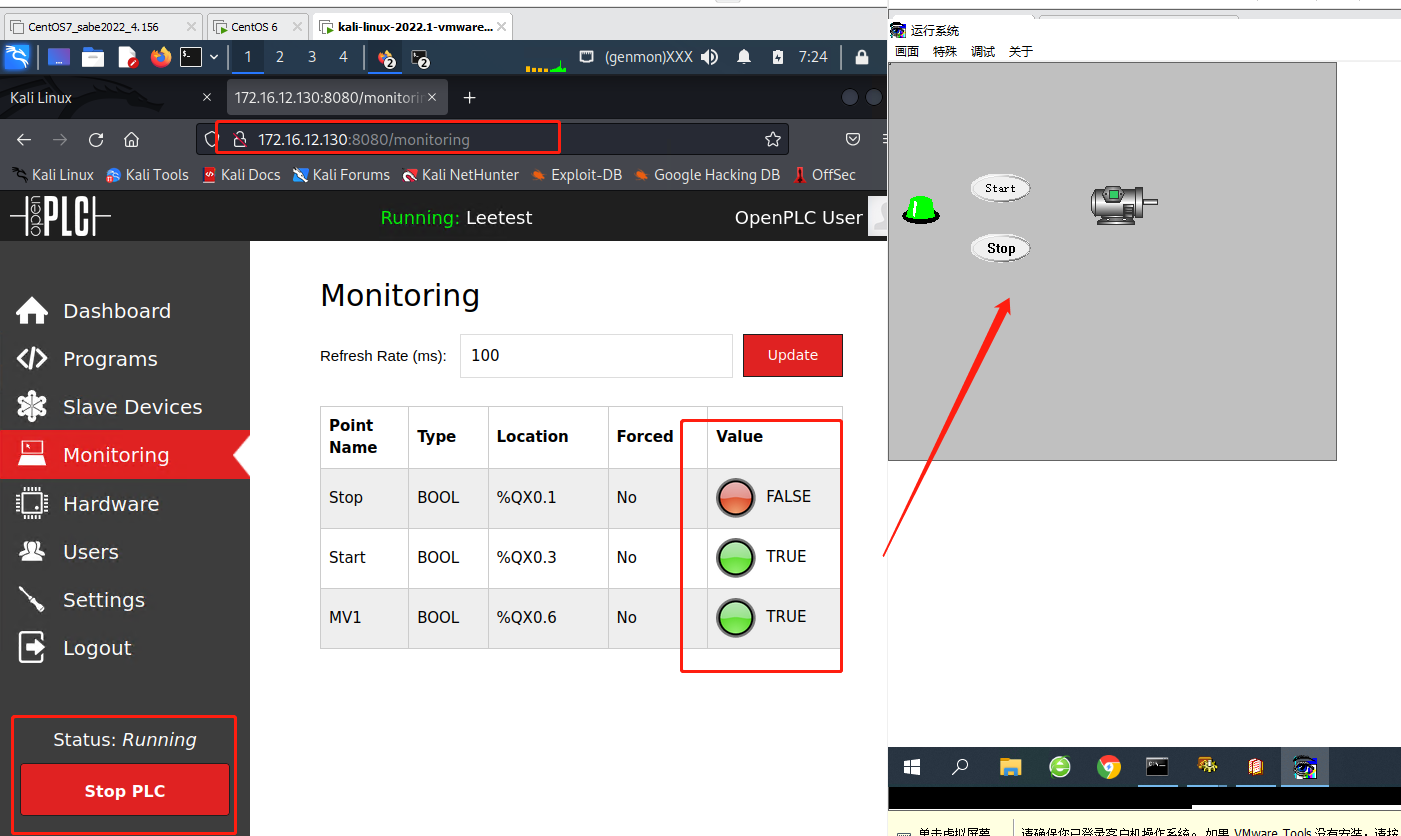 CentOS7_sabe2022_4.156
CentOS 6
kali-linux-2022.1-vmware...
1 2 3 4
2
2
(genmon)XXX
7:24
Kali Linux
172.16.12.130:8080/monitorin
172.16.12.130:8080/monitoring
Kali Linux
Kali Tools
Kali Docs
Kali Forums
Kali NetHunter
Exploit-DB
Google Hacking DB
OffSec
open PLC
Running: Leetest
OpenPLC User
Dashboard
Programs
Slave Devices
Monitoring
Hardware
Users
Settings
Logout
Status: Running
Stop PLC
Monitoring
Refresh Rate (ms):
100
Update
Point Name Type Location Forced Value
Stop BOOL %QX0.1 No FALSE
Start BOOL %QX0.3 No TRUE
MV1 BOOL %QX0.6 No TRUE
运行系统
画面 特殊 调试 关于
Start
Stop
单击虚拟屏幕
请确保你已登录客户机操作系统。如果 VMware Tools 没有安装，请按